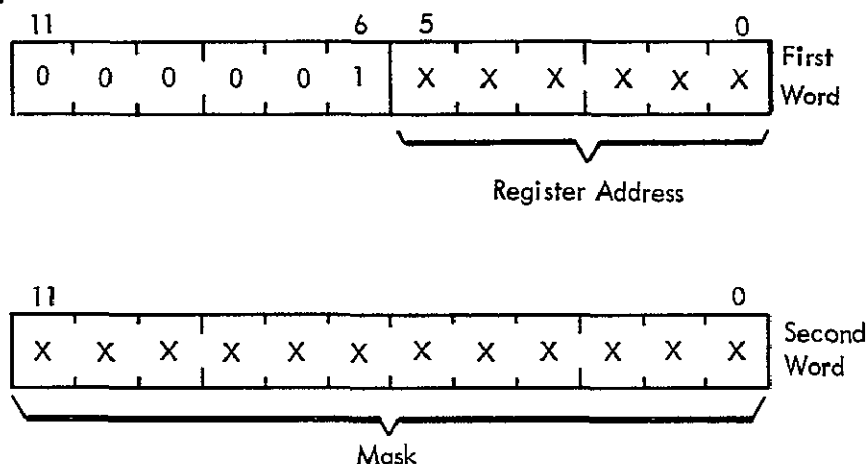 11 6 5 0
0 0 0 0 0 1 X X X X X X First Word
Register Address
11 0
X X X X X X X X X X X X Second Word
Mask